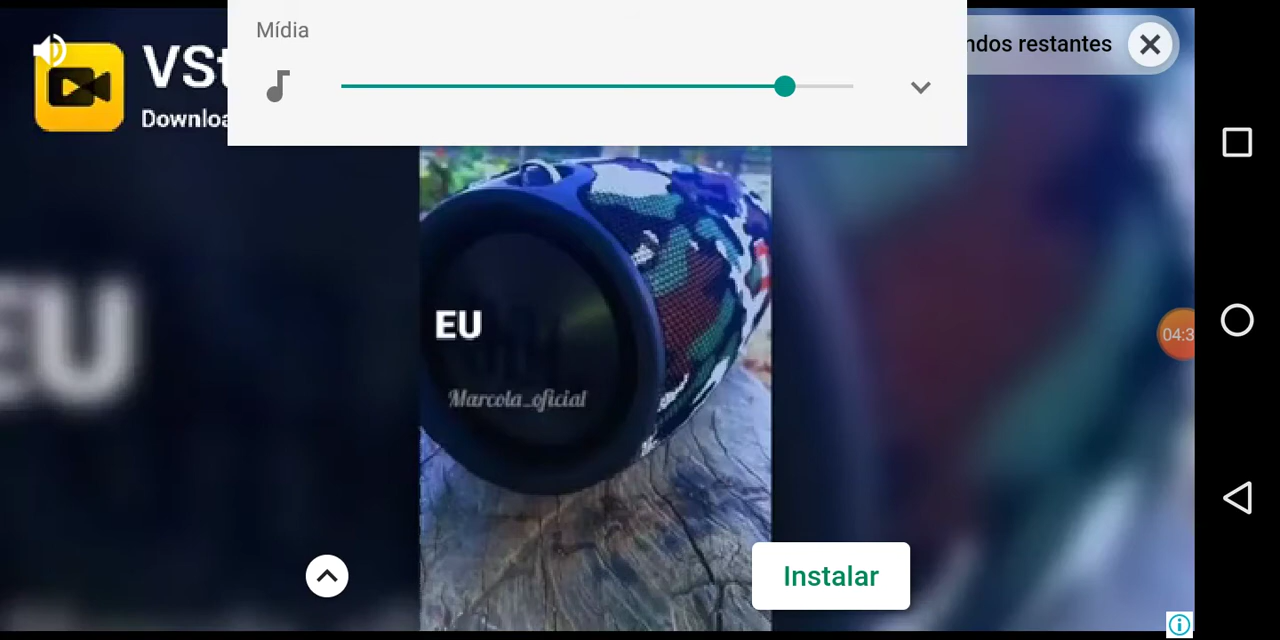 Mídia
VSt
Downloa
ndos restantes
EU
EU
Marcola_oficial
04:3
Instalar